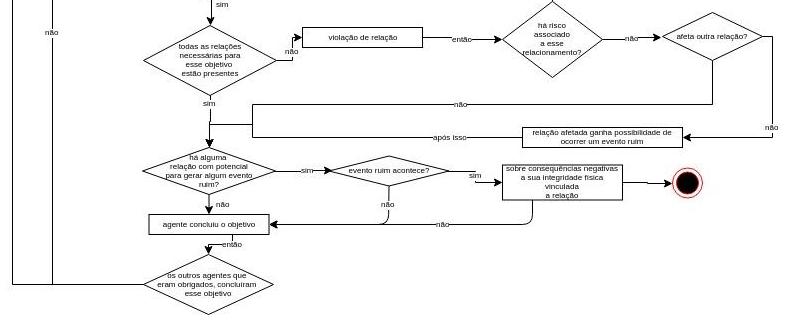 sim
não
todas as relações
necessárias para
esse objetivo
estão presentes
não
violação de relação
então
há risco
associado
a esse
relacionamento?
não
afeta outra relação?
sim
não
não
após isso
relação afetada ganha possibilidade de
ocorrer um evento ruim
há alguma
relação com potencial
para gerar algum evento
ruim?
sim
evento ruim acontece?
sim
sobre consequências negativas
a sua integridade física
vinculada
a relação
não
não
agente concluiu o objetivo
não
então
os outros agentes que
eram obrigados, concluíram
esse objetivo